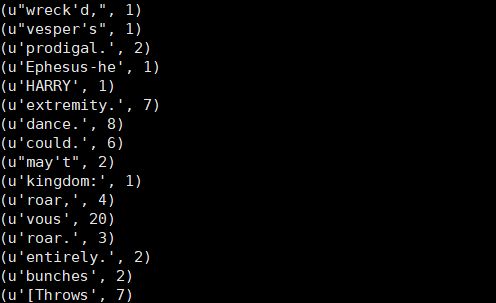 (u"wreck'd,", 1)
(u"vesper's", 1)
(u'prodigal.', 2)
(u'Ephesus-he', 1)
(u'HARRY', 1)
(u'extremity.', 7)
(u'dance.', 8)
(u'could.', 6)
(u"may't", 2)
(u'kingdom:', 1)
(u'roar,', 4)
(u'vous', 20)
(u'roar.', 3)
(u'entirely.', 2)
(u'bunches', 2)
(u'[Throws', 7)